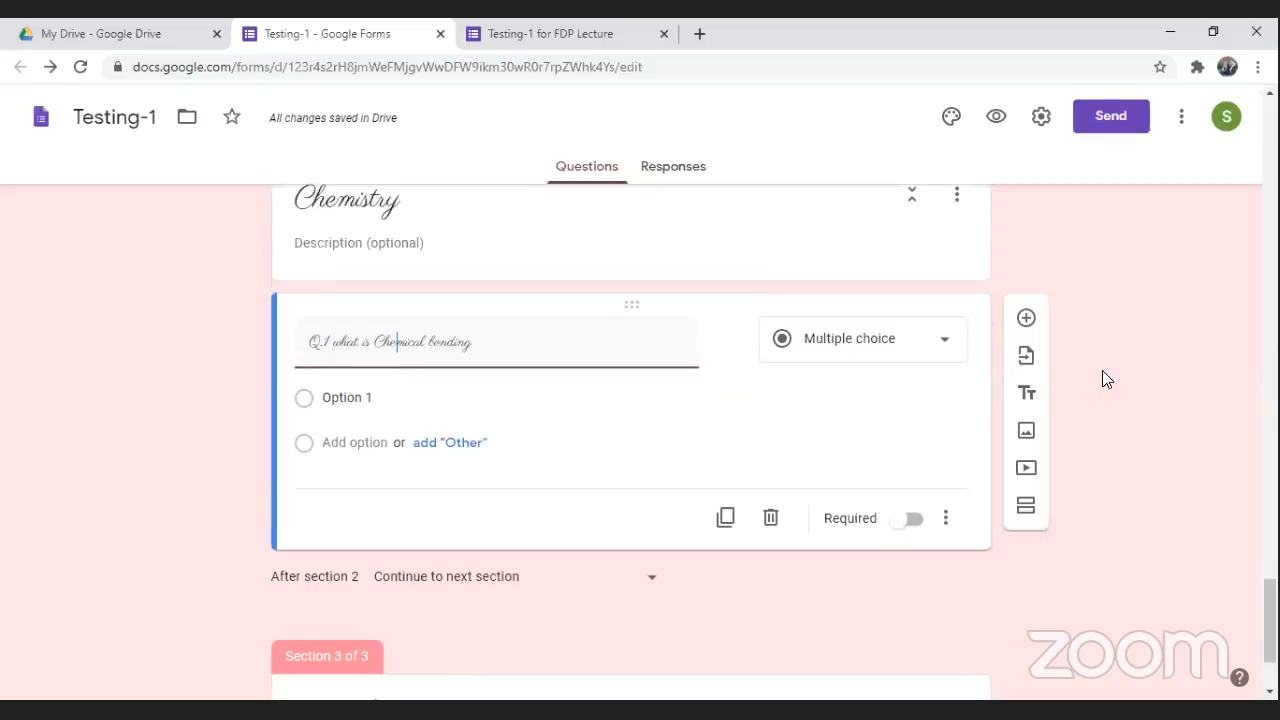 My Drive - Google Drive
Testing-1 - Google Forms
Testing-1 for FDP Lecture
docs.google.com/forms/d/123r4s2rH8jmWeFMjgvWwDFW9ikm30wR0r7rpZWhk4Ys/edit
Testing-1
All changes saved in Drive
Send
S
Questions
Responses
Chemistry
Description (optional)
Q.1 what is Chemical bonding
Multiple choice
Option 1
Add option or add "Other"
Required
After section 2 Continue to next section
Section 3 of 3
zoom